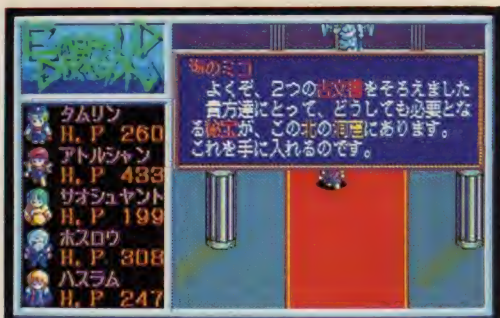 EMERALD
DRAGON
タムリン
H.P 260
アトルシャン
H.P 433
サオシュヤント
H.P 199
ホスロウ
H.P 308
ハスラム
H.P 247
海のミコ
よくぞ、2つの古文書をそろえました
貴方達にとって、どうしても必要とな
る秘宝が、この北の洞窟にあります。
これを手に入れるのです。